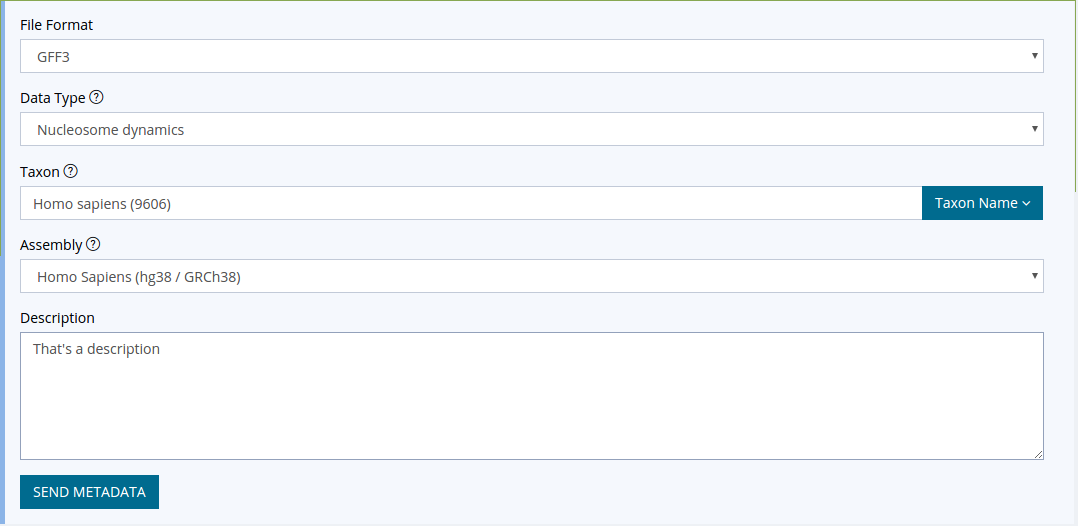 File Format
GFF3
Data Type ?
Nucleosome dynamics
Taxon ?
Homo sapiens (9606) Taxon Name
Assembly ?
Homo Sapiens (hg38 / GRCh38)
Description
That's a description
SEND METADATA